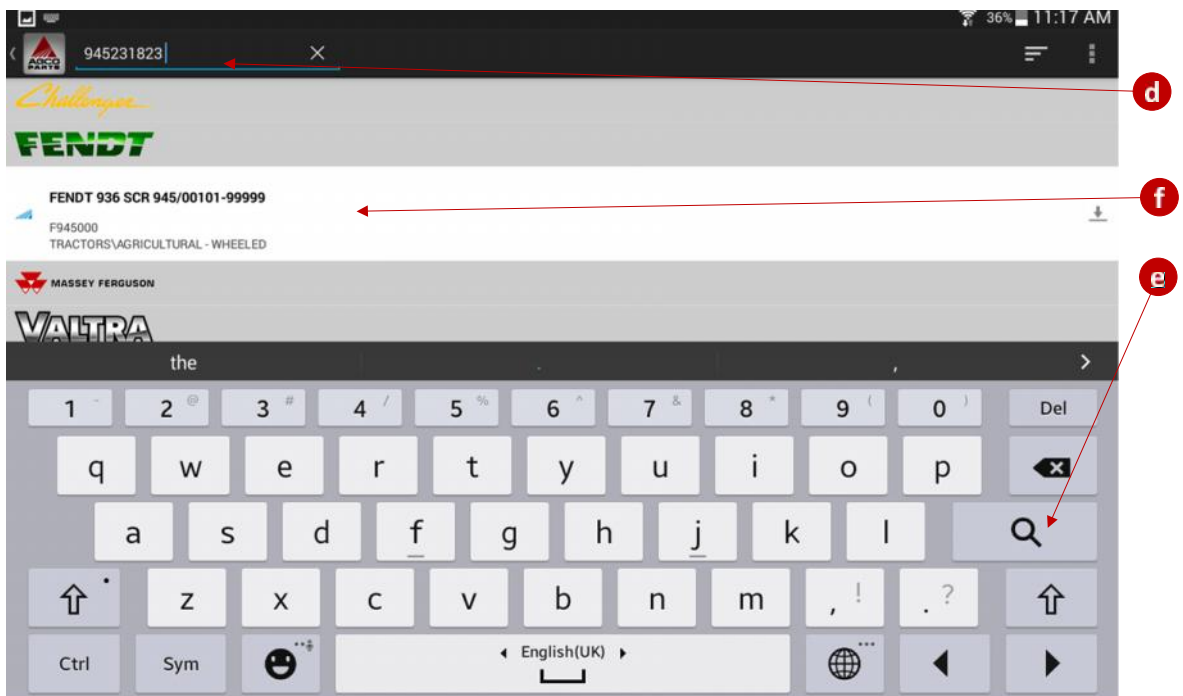 36% 11:17 AM
AGCO PARTS 945231823
d
Challenger
FENDT
FENDT 936 SCR 945/00101-99999
f
F945000
TRACTORS\AGRICULTURAL - WHEELED
e
MASSEY FERGUSON
VALTRA
the . ,
1 - 2 @ 3 # 4 / 5 % 6 ^ 7 & 8 * 9 ( 0 ) Del
q w e r t y u i o p
a s d f g h j k l
z x c v b n m , ! . ?
Ctrl Sym English(UK)